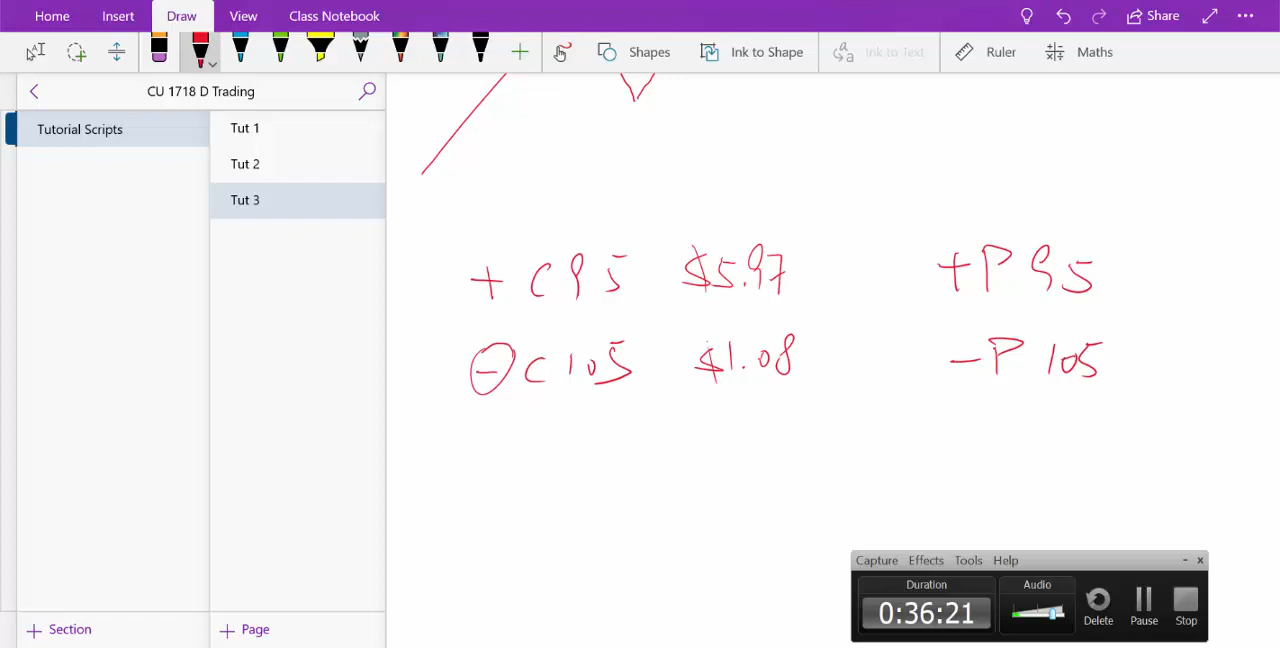 Home Insert Draw View Class Notebook Share
Shapes Ink to Shape Ink to Text Ruler Maths
CU 1718 D Trading
Tutorial Scripts
Tut 1
Tut 2
Tut 3
+ C 95 $5.97 + P 95
- C 105 $1.08 - P 105
Capture Effects Tools Help
Duration Audio
0:36:21
Delete Pause Stop
+ Section + Page